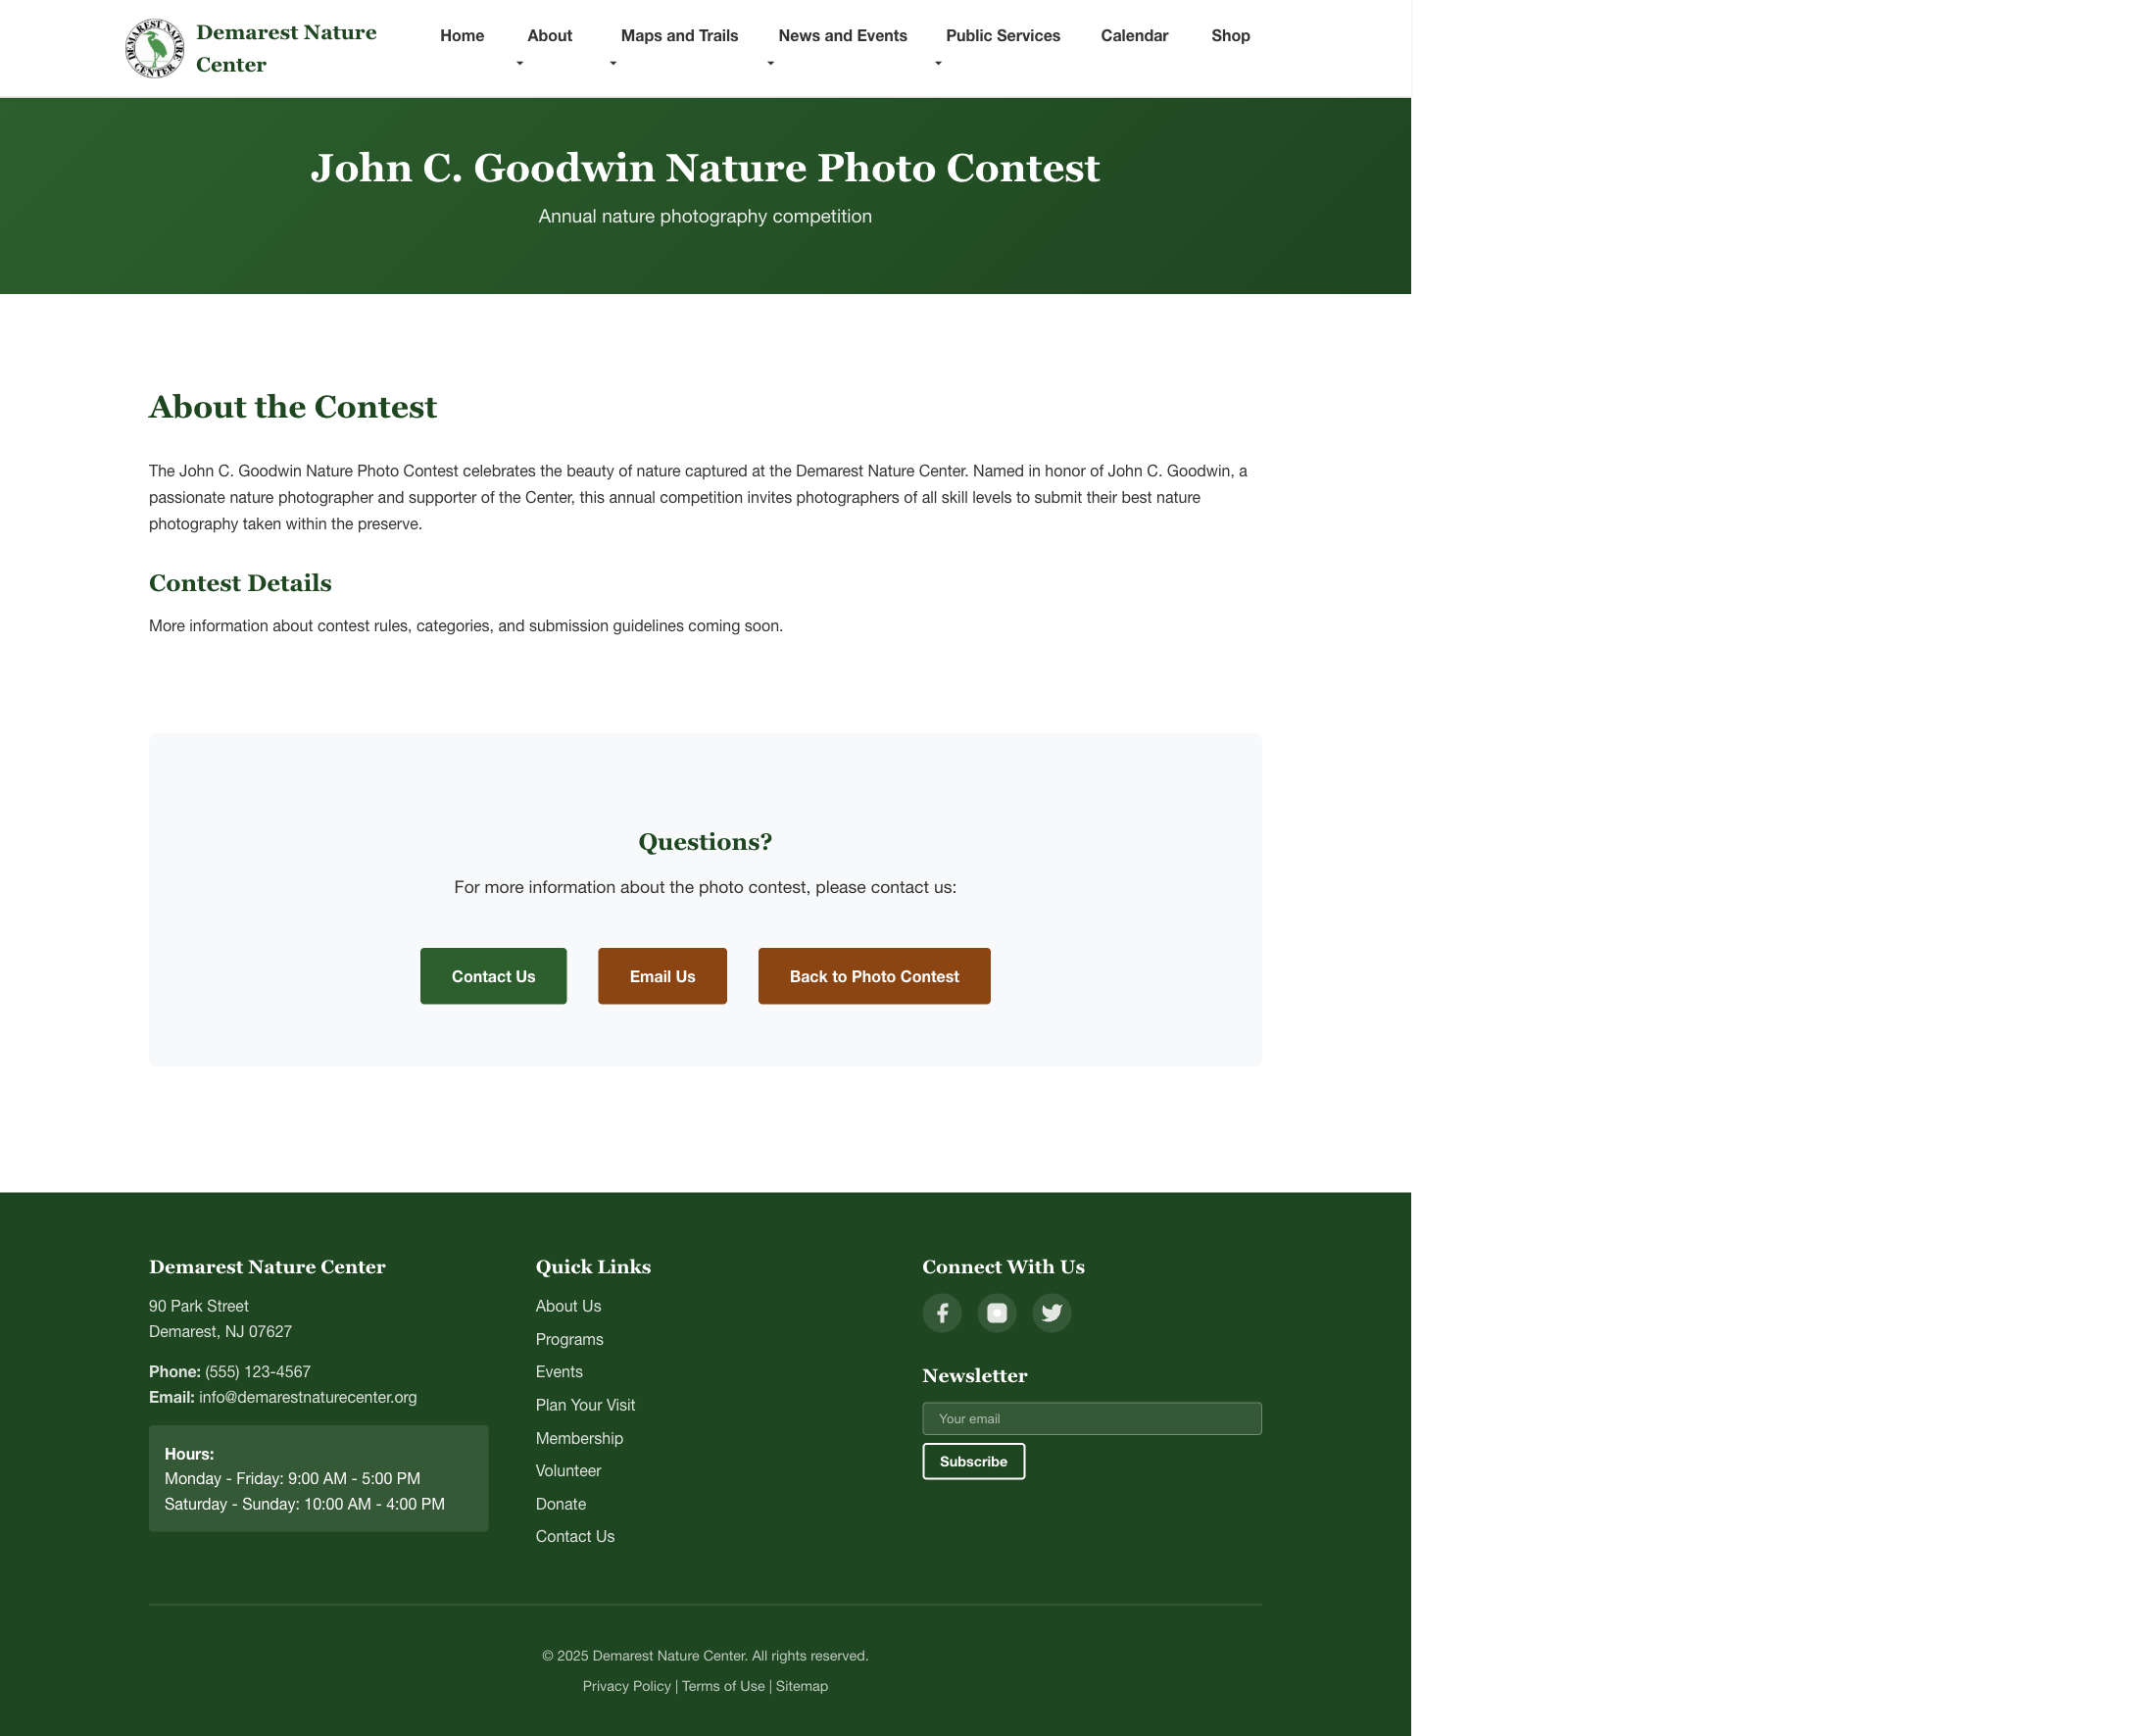 DEMAREST NATURE CENTER
Demarest Nature
Center
Home
About
Maps and Trails
News and Events
Public Services
Calendar
Shop
John C. Goodwin Nature Photo Contest
Annual nature photography competition
About the Contest
The John C. Goodwin Nature Photo Contest celebrates the beauty of nature captured at the Demarest Nature Center. Named in honor of John C. Goodwin, a
passionate nature photographer and supporter of the Center, this annual competition invites photographers of all skill levels to submit their best nature
photography taken within the preserve.
Contest Details
More information about contest rules, categories, and submission guidelines coming soon.
Questions?
For more information about the photo contest, please contact us:
Contact Us
Email Us
Back to Photo Contest
Demarest Nature Center
90 Park Street
Demarest, NJ 07627
Phone: (555) 123-4567
Email: info@demarestnaturecenter.org
Hours:
Monday - Friday: 9:00 AM - 5:00 PM
Saturday - Sunday: 10:00 AM - 4:00 PM
Quick Links
About Us
Programs
Events
Plan Your Visit
Membership
Volunteer
Donate
Contact Us
Connect With Us
Newsletter
Your email
Subscribe
© 2025 Demarest Nature Center. All rights reserved.
Privacy Policy | Terms of Use | Sitemap